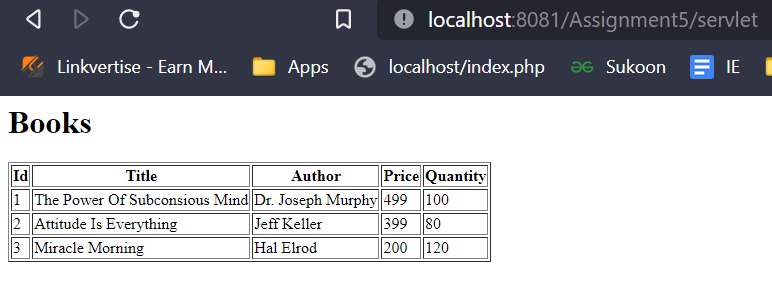 localhost:8081/Assignment5/servlet
Linkvertise - Earn M... Apps localhost/index.php Sukoon IE
Books
Id Title Author Price Quantity
1 The Power Of Subconsious Mind Dr. Joseph Murphy 499 100
2 Attitude Is Everything Jeff Keller 399 80
3 Miracle Morning Hal Elrod 200 120